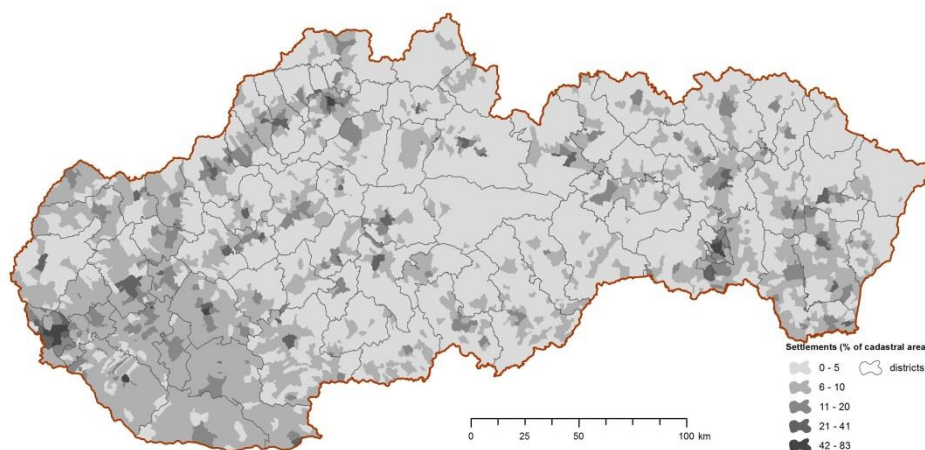 Settlements (% of cadastral area
0 - 5
districts
6 - 10
11 - 20
21 - 41
42 - 83
0 25 50 100 km